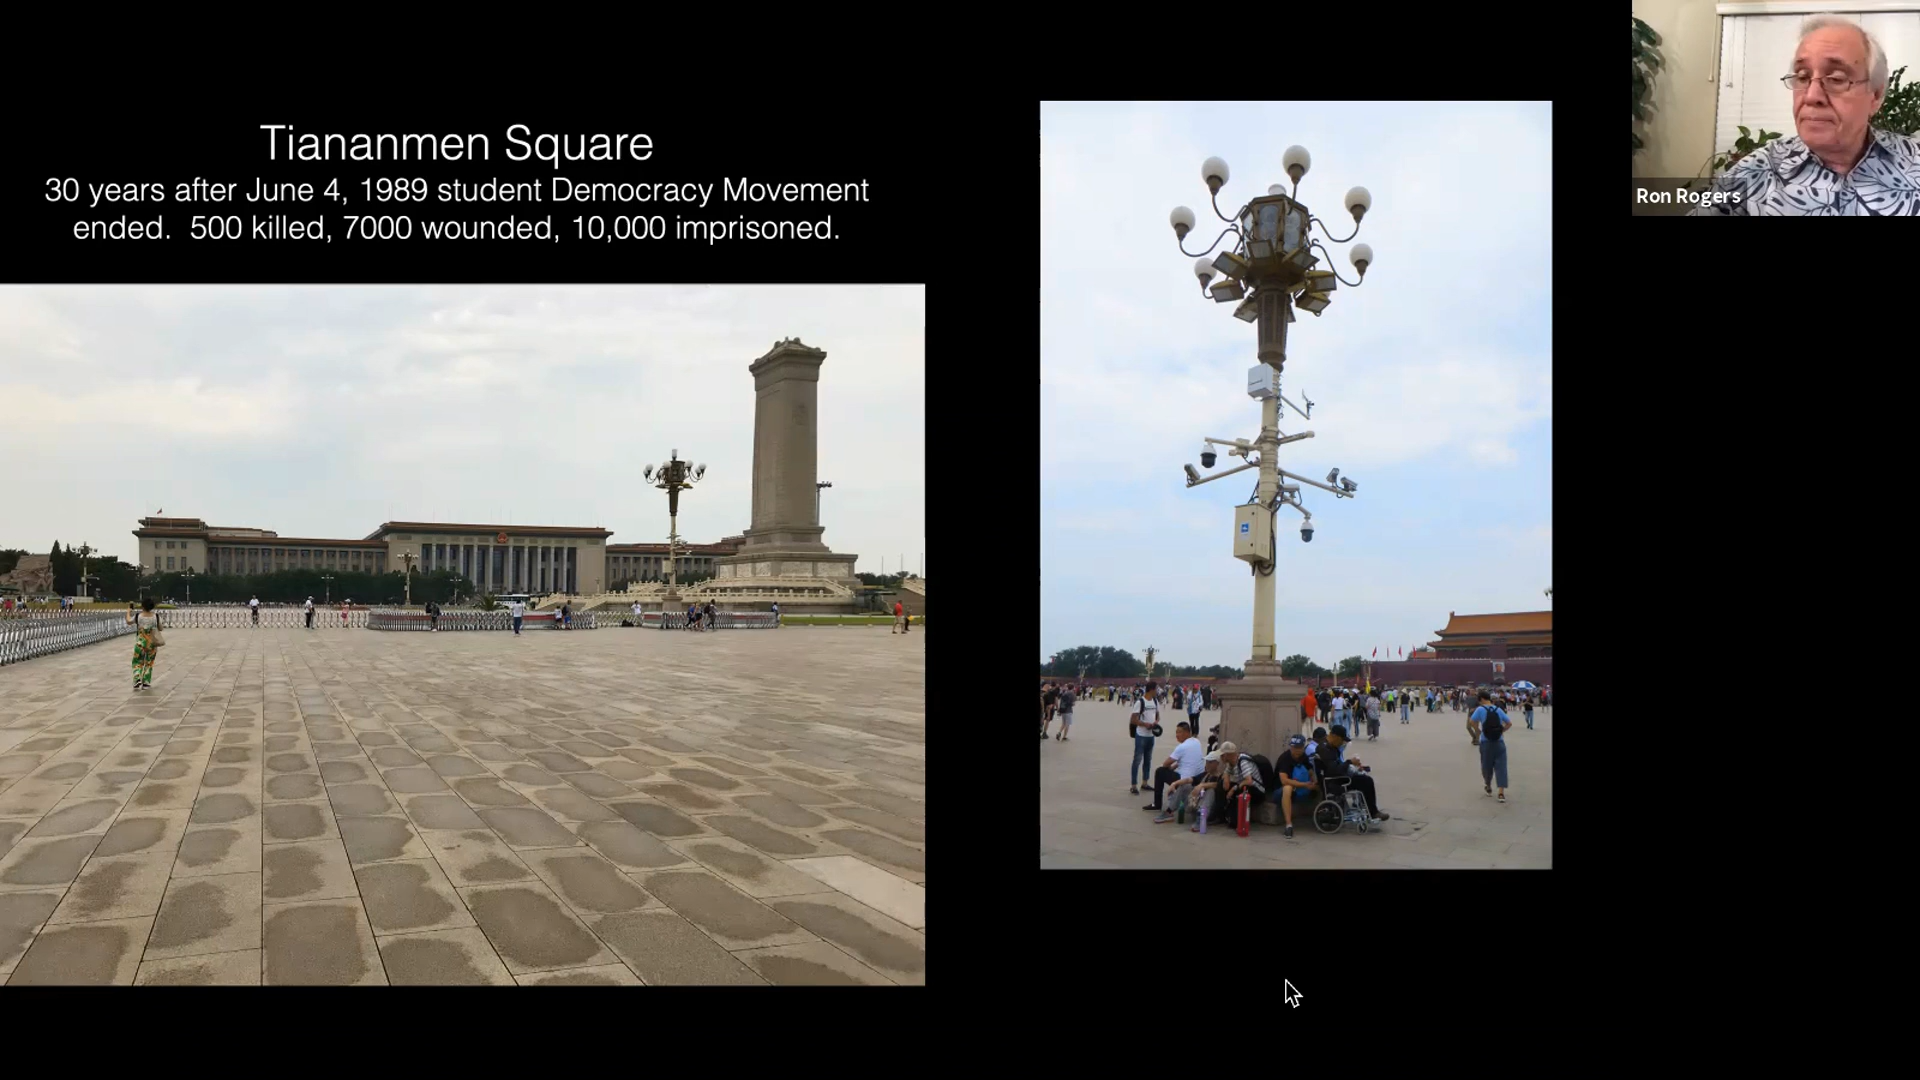 Tiananmen Square
30 years after June 4, 1989 student Democracy Movement
ended.  500 killed, 7000 wounded, 10,000 imprisoned.
Ron Rogers